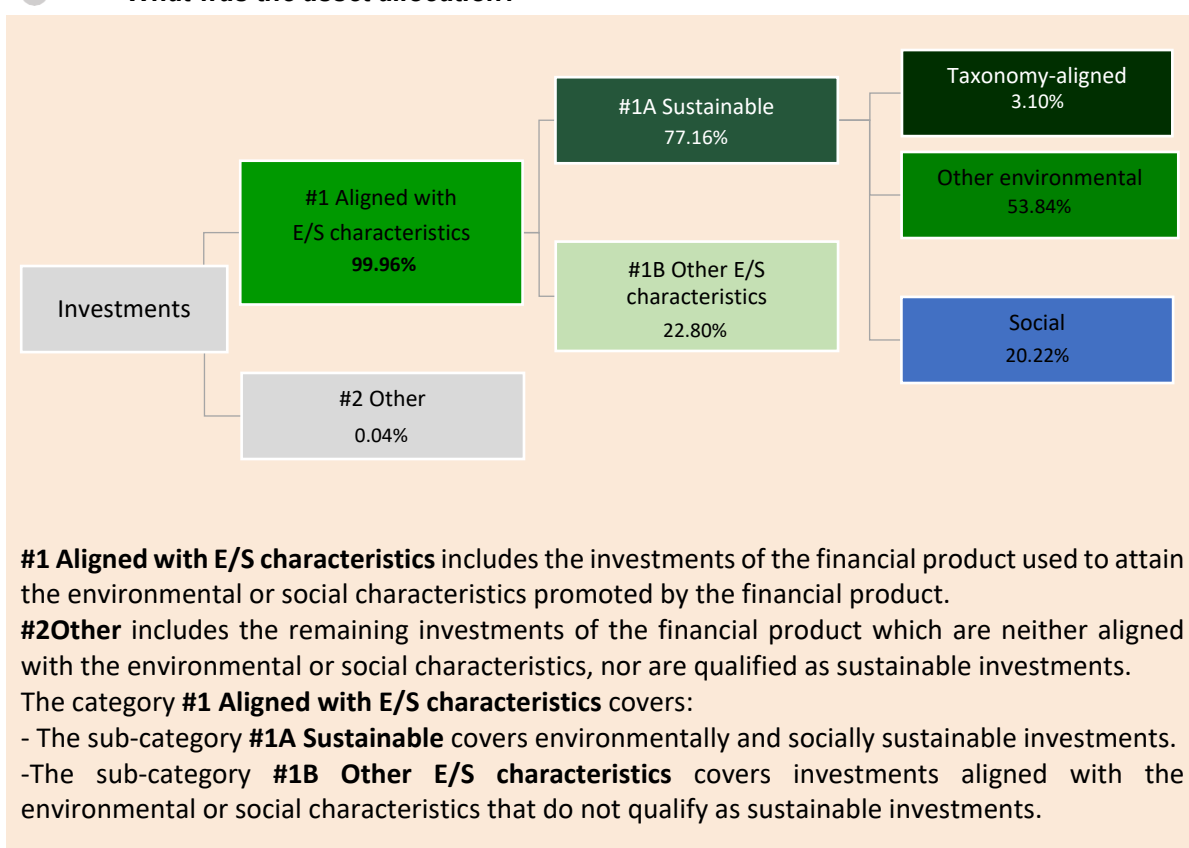 What was the asset allocation?
Taxonomy-aligned
3.10%
#1A Sustainable
77.16%
Other environmental
53.84%
#1 Aligned with
E/S characteristics
99.96%
#1B Other E/S
characteristics
22.80%
Investments
Social
20.22%
#2 Other
0.04%
#1 Aligned with E/S characteristics includes the investments of the financial product used to attain
the environmental or social characteristics promoted by the financial product.
#2Other includes the remaining investments of the financial product which are neither aligned
with the environmental or social characteristics, nor are qualified as sustainable investments.
The category #1 Aligned with E/S characteristics covers:
- The sub-category #1A Sustainable covers environmentally and socially sustainable investments.
-The sub-category #1B Other E/S characteristics covers investments aligned with the
environmental or social characteristics that do not qualify as sustainable investments.